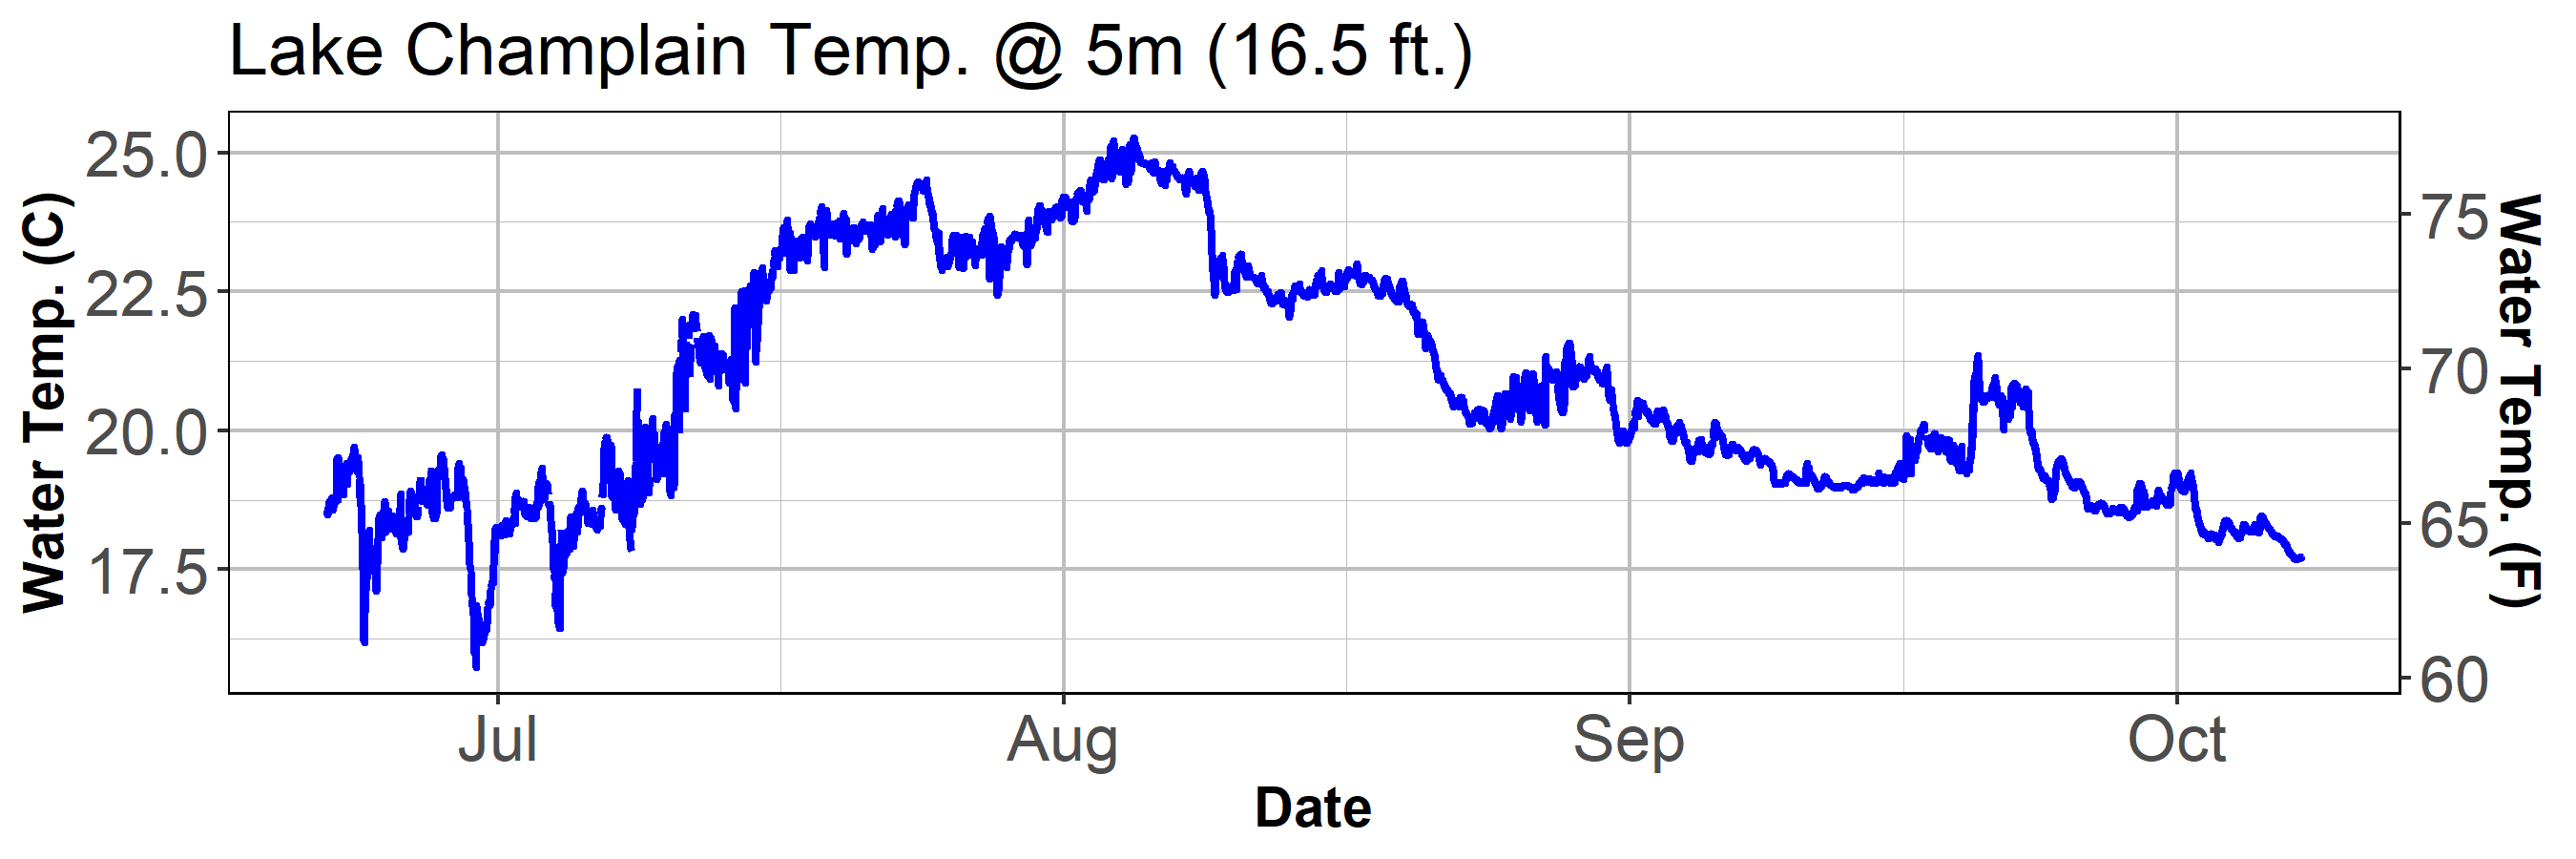 Lake Champlain Temp. @ 5m (16.5 ft.)
Water Temp. (C)
25.0
22.5
20.0
17.5
75
70
65
60
Water Temp. (F)
Jul Aug Sep Oct
Date